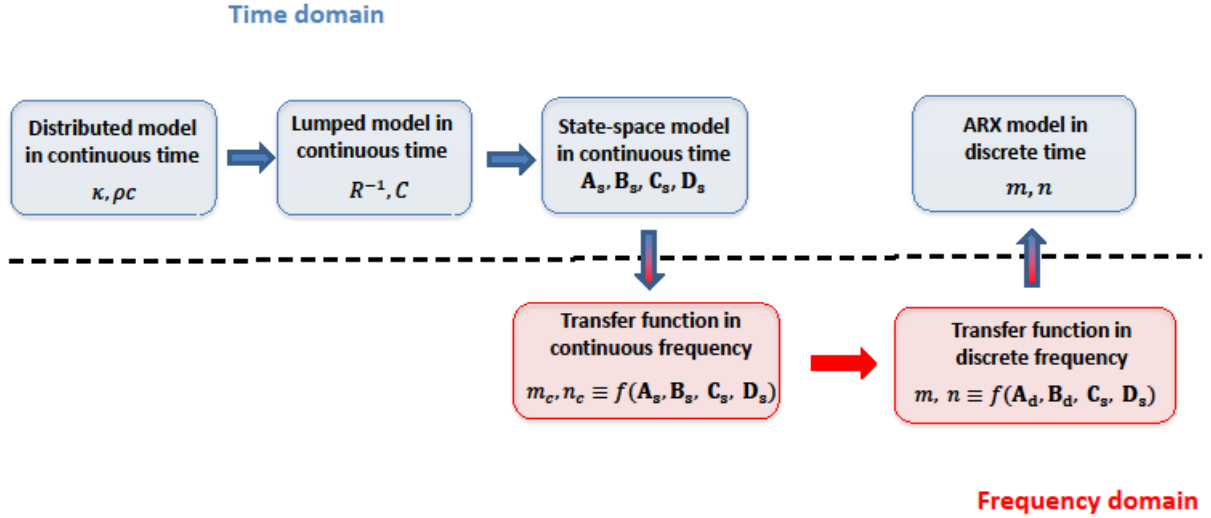 Time domain
Distributed model
in continuous time
κ, ρc
Lumped model in
continuous time
R⁻¹, C
State-space model
in continuous time
Aₛ, Bₛ, Cₛ, Dₛ
ARX model in
discrete time
m, n
Transfer function in
continuous frequency
m_c, n_c ≡ f(Aₛ, Bₛ, Cₛ, Dₛ)
Transfer function in
discrete frequency
m, n ≡ f(A_d, B_d, Cₛ, Dₛ)
Frequency domain